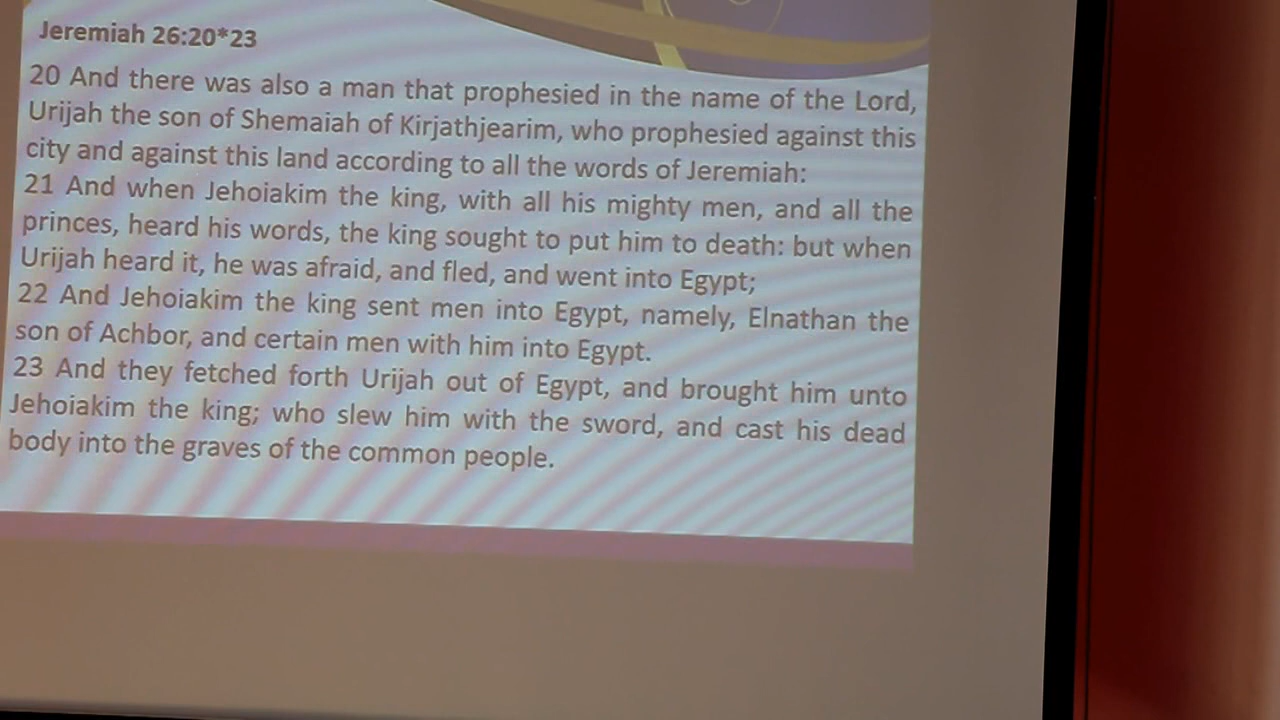 Jeremiah 26:20*23
20 And there was also a man that prophesied in the name of the Lord,
Urijah the son of Shemaiah of Kirjathjearim, who prophesied against this
city and against this land according to all the words of Jeremiah:
21 And when Jehoiakim the king, with all his mighty men, and all the
princes, heard his words, the king sought to put him to death: but when
Urijah heard it, he was afraid, and fled, and went into Egypt;
22 And Jehoiakim the king sent men into Egypt, namely, Elnathan the
son of Achbor, and certain men with him into Egypt.
23 And they fetched forth Urijah out of Egypt, and brought him unto
Jehoiakim the king; who slew him with the sword, and cast his dead
body into the graves of the common people.